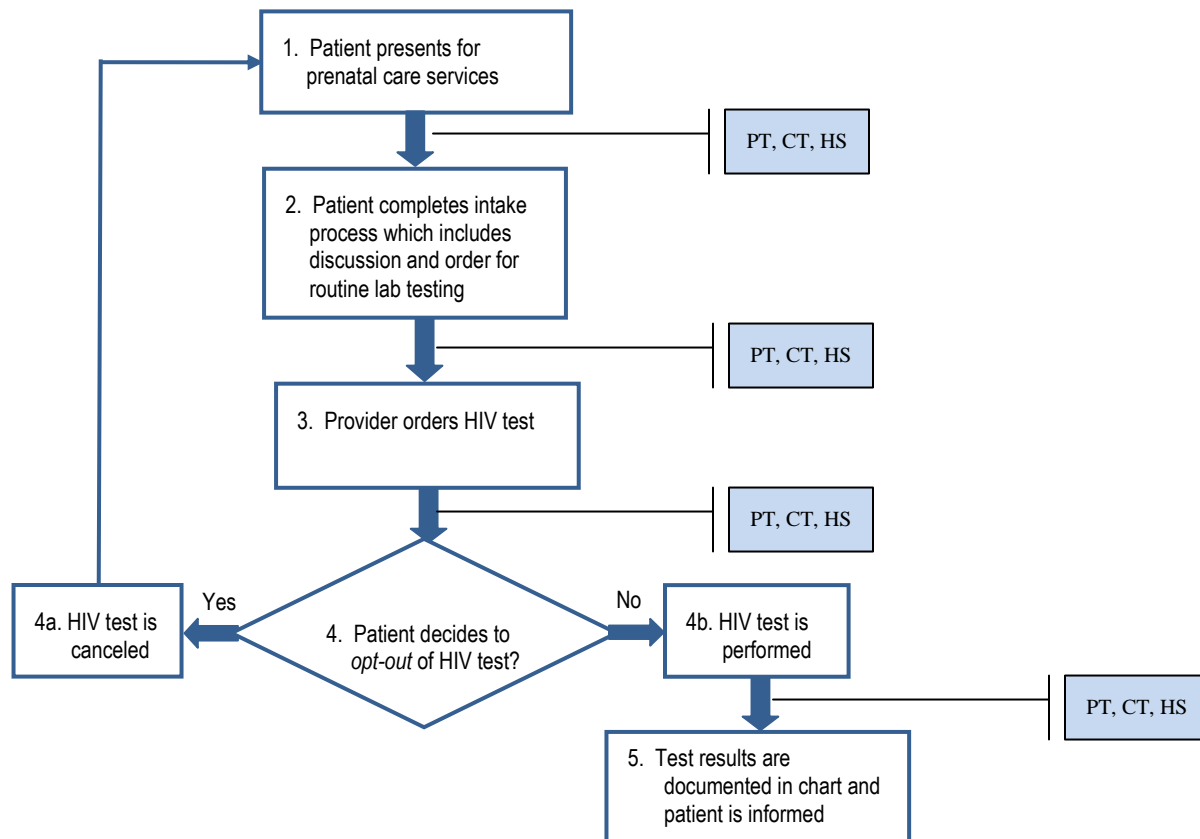 1. Patient presents for
prenatal care services
PT, CT, HS
2. Patient completes intake
process which includes
discussion and order for
routine lab testing
PT, CT, HS
3. Provider orders HIV test
PT, CT, HS
Yes
No
4a. HIV test is
canceled
4. Patient decides to
opt-out of HIV test?
4b. HIV test is
performed
PT, CT, HS
5. Test results are
documented in chart and
patient is informed